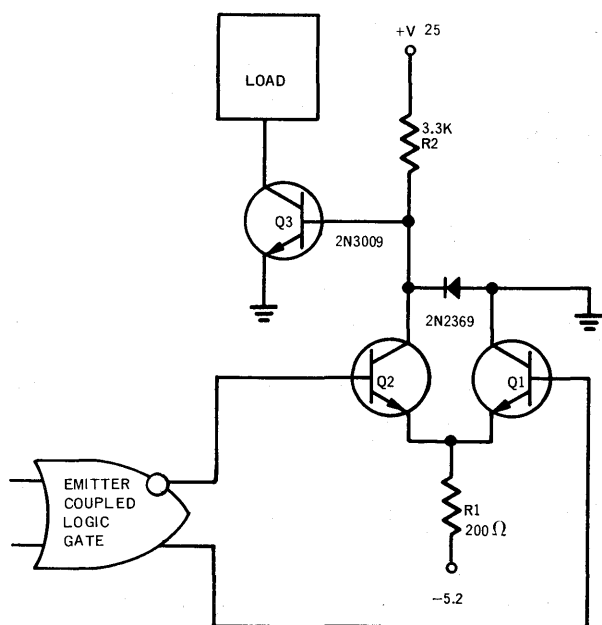 +V 25
LOAD
3.3K
R2
Q3
2N3009
2N2369
Q2
Q1
EMITTER
COUPLED
LOGIC
GATE
R1
200 Ω
−5.2